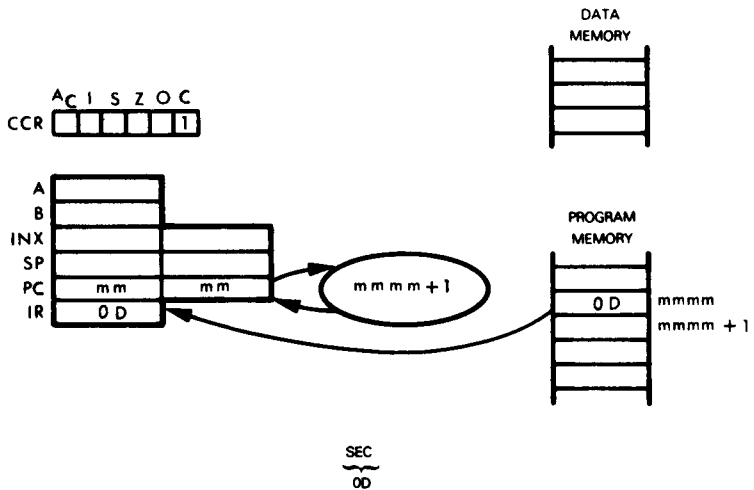 DATA
MEMORY
AC I S Z O C
CCR 1
A
B
INX
SP
PC mm mm
IR 0D
mmmm + 1
PROGRAM
MEMORY
0D mmmm
mmmm + 1
SEC
0D